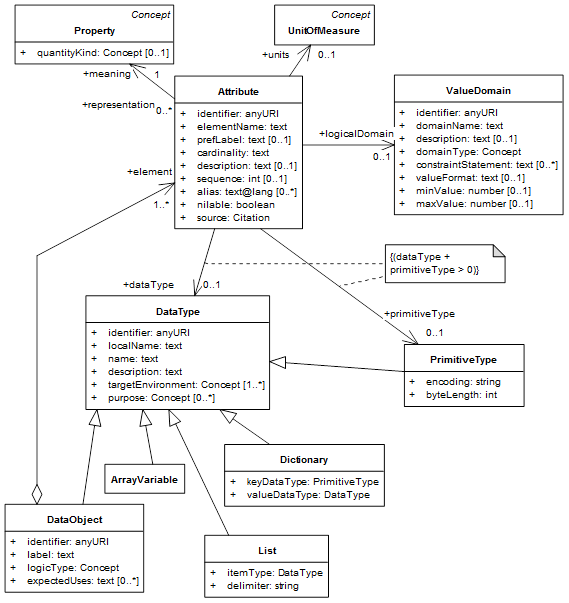 Concept
Property
+ quantityKind: Concept [0..1]
Concept
UnitOfMeasure
+units
0..1
+meaning
1
+representation
0..*
Attribute
+ identifier: anyURI
+ elementName: text
+ prefLabel: text [0..1]
+ cardinality: text
+ description: text [0..1]
+ sequence: int [0..1]
+ alias: text@lang [0..*]
+ nilable: boolean
+ source: Citation
+logicalDomain
0..1
ValueDomain
+ identifier: anyURI
+ domainName: text
+ description: text [0..1]
+ domainType: Concept
+ constraintStatement: text [0..*]
+ valueFormat: text [0..1]
+ minValue: number [0..1]
+ maxValue: number [0..1]
+element
1..*
{(dataType +
primitiveType > 0)}
+dataType
0..1
+primitiveType
0..1
DataType
+ identifier: anyURI
+ localName: text
+ name: text
+ description: text
+ targetEnvironment: Concept [1..*]
+ purpose: Concept [0..*]
PrimitiveType
+ encoding: string
+ byteLength: int
ArrayVariable
Dictionary
+ keyDataType: PrimitiveType
+ valueDataType: DataType
DataObject
+ identifier: anyURI
+ label: text
+ logicType: Concept
+ expectedUses: text [0..*]
List
+ itemType: DataType
+ delimiter: string